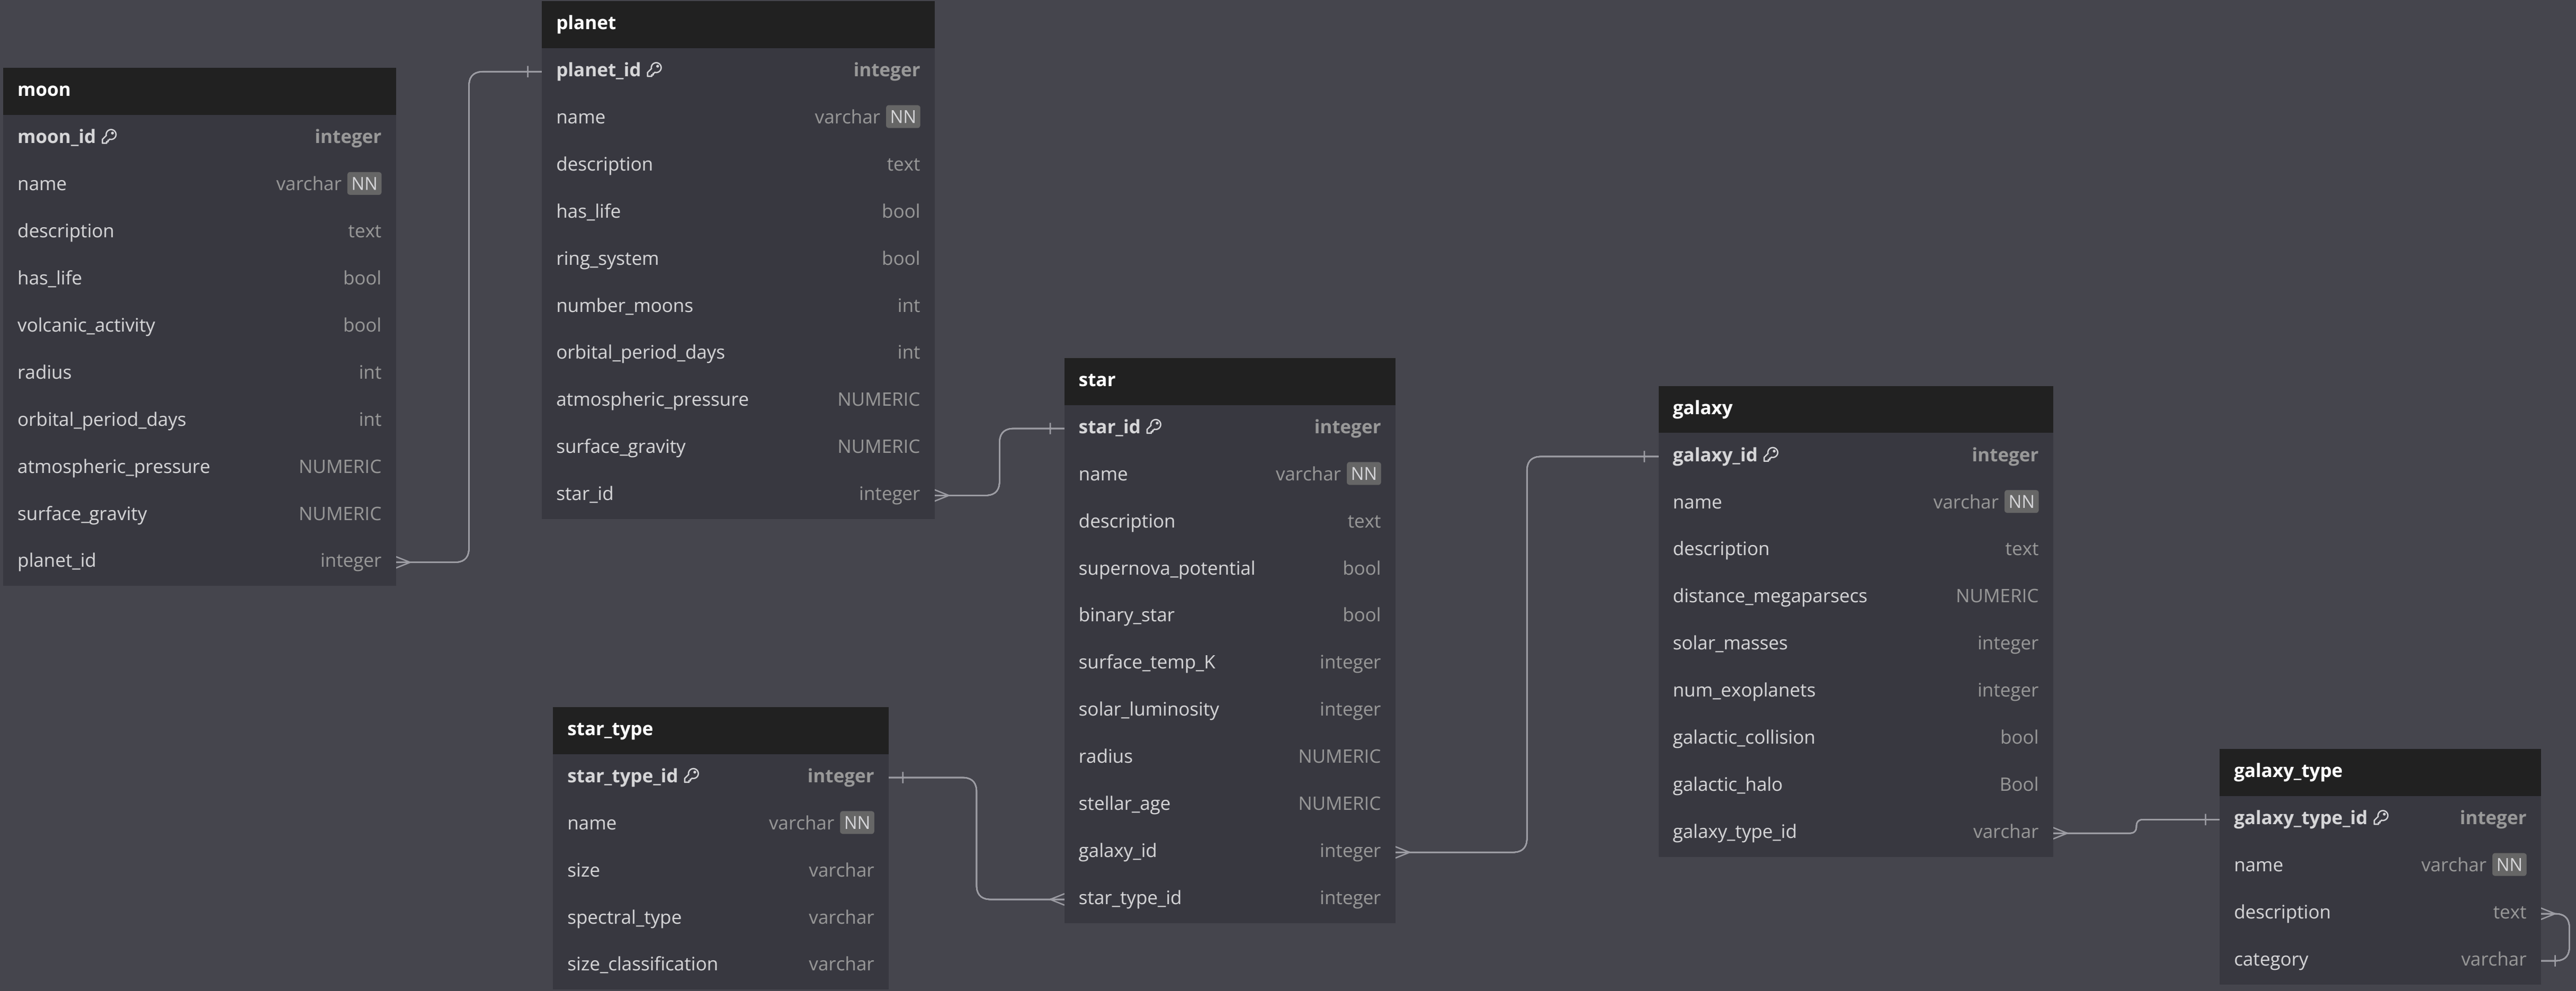 moon
moon_id integer
name varchar NN
description text
has_life bool
volcanic_activity bool
radius int
orbital_period_days int
atmospheric_pressure NUMERIC
surface_gravity NUMERIC
planet_id integer
planet
planet_id integer
name varchar NN
description text
has_life bool
ring_system bool
number_moons int
orbital_period_days int
atmospheric_pressure NUMERIC
surface_gravity NUMERIC
star_id integer
star_type
star_type_id integer
name varchar NN
size varchar
spectral_type varchar
size_classification varchar
star
star_id integer
name varchar NN
description text
supernova_potential bool
binary_star bool
surface_temp_K integer
solar_luminosity integer
radius NUMERIC
stellar_age NUMERIC
galaxy_id integer
star_type_id integer
galaxy
galaxy_id integer
name varchar NN
description text
distance_megaparsecs NUMERIC
solar_masses integer
num_exoplanets integer
galactic_collision bool
galactic_halo Bool
galaxy_type_id varchar
galaxy_type
galaxy_type_id integer
name varchar NN
description text
category varchar